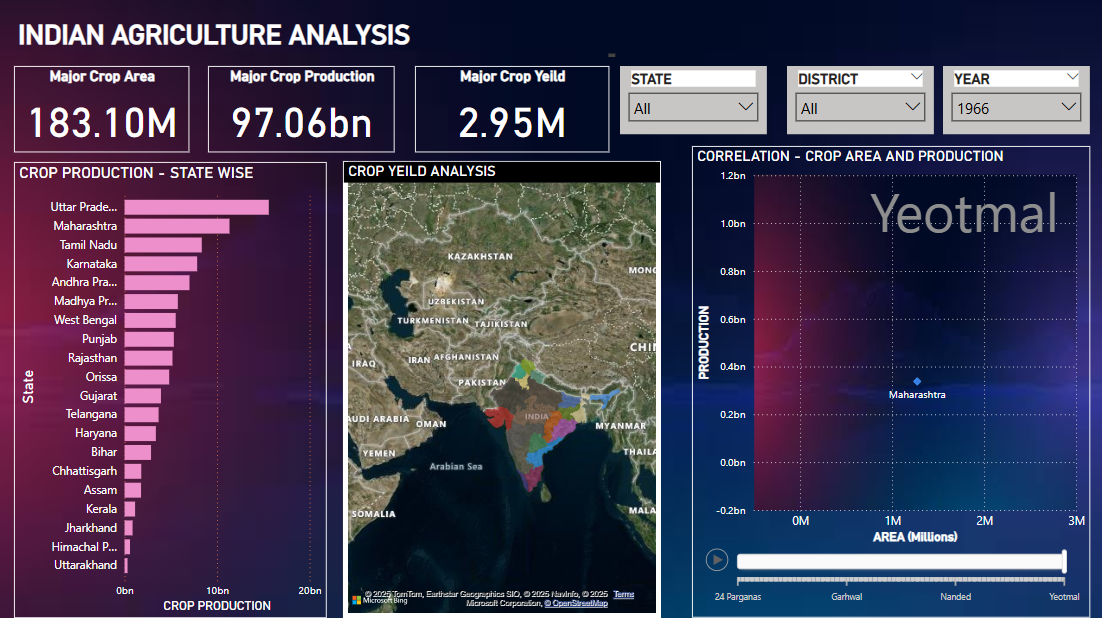 INDIAN AGRICULTURE ANALYSIS
Major Crop Area
183.10M
Major Crop Production
97.06bn
Major Crop Yeild
2.95M
STATE
All
DISTRICT
All
YEAR
1966
CROP PRODUCTION - STATE WISE
State
Uttar Prade...
Maharashtra
Tamil Nadu
Karnataka
Andhra Pra...
Madhya Pr...
West Bengal
Punjab
Rajasthan
Orissa
Gujarat
Telangana
Haryana
Bihar
Chhattisgarh
Assam
Kerala
Jharkhand
Himachal P...
Uttarakhand
0bn 10bn 20bn
CROP PRODUCTION
CROP YEILD ANALYSIS
KAZAKHSTAN
MONG
UZBEKISTAN
TURKMENISTAN
TAJIKISTAN
CHIN
IRAQ
IRAN
AFGHANISTAN
PAKISTAN
INDIA
AUDI ARABIA
OMAN
MYANMAR
YEMEN
THAILA
Arabian Sea
SOMALIA
MALA
© 2025 TomTom, Earthstar Geographics SIO, © 2025 NavInfo, © 2025 Terms
Microsoft Bing
Microsoft Corporation, © OpenStreetMap
CORRELATION - CROP AREA AND PRODUCTION
Yeotmal
PRODUCTION
1.2bn
1.0bn
0.8bn
0.6bn
0.4bn
0.2bn
0.0bn
-0.2bn
Maharashtra
0M 1M 2M 3M
AREA (Millions)
24 Parganas Garhwal Nanded Yeotmal